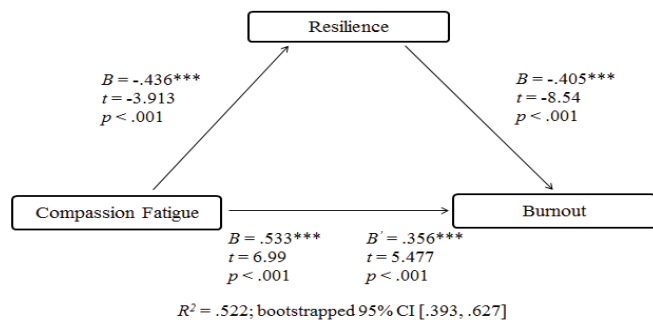 Resilience
B = -.436***
t = -3.913
p < .001
B = -.405***
t = -8.54
p < .001
Compassion Fatigue
Burnout
B = .533***
t = 6.99
p < .001
B' = .356***
t = 5.477
p < .001
R² = .522; bootstrapped 95% CI [.393, .627]